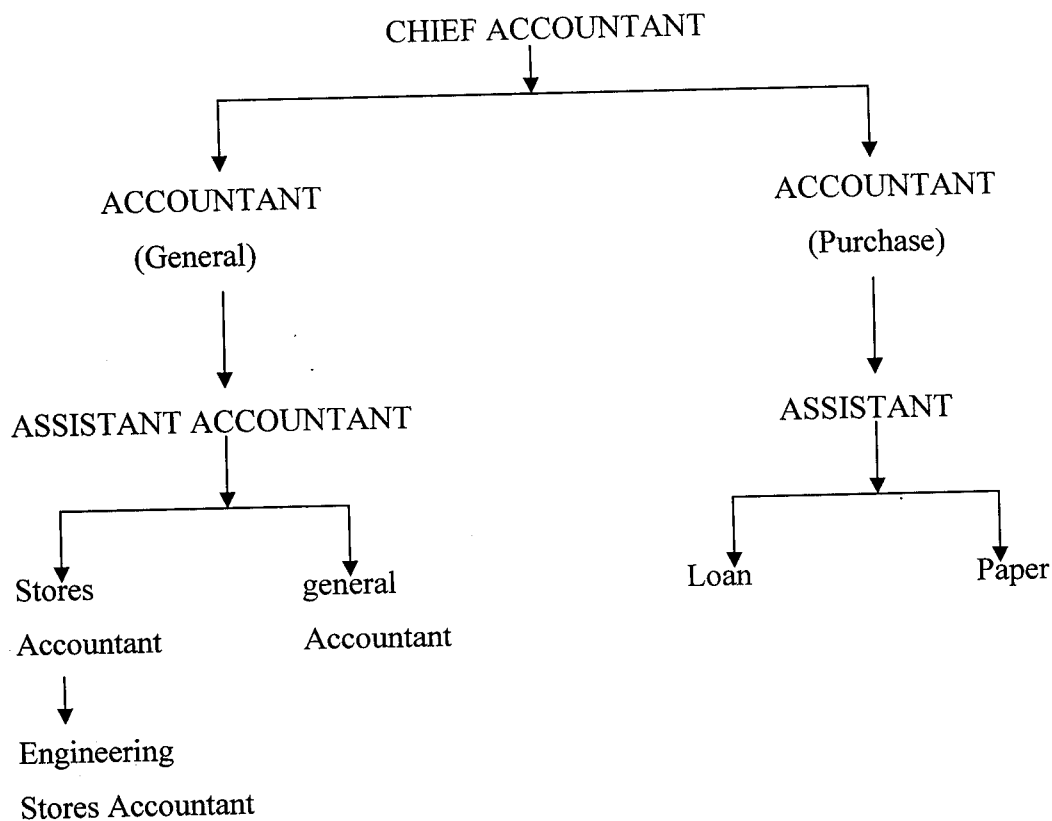 CHIEF ACCOUNTANT
ACCOUNTANT
(General)
ACCOUNTANT
(Purchase)
ASSISTANT ACCOUNTANT
ASSISTANT
Stores
Accountant
general
Accountant
Loan
Paper
Engineering
Stores Accountant